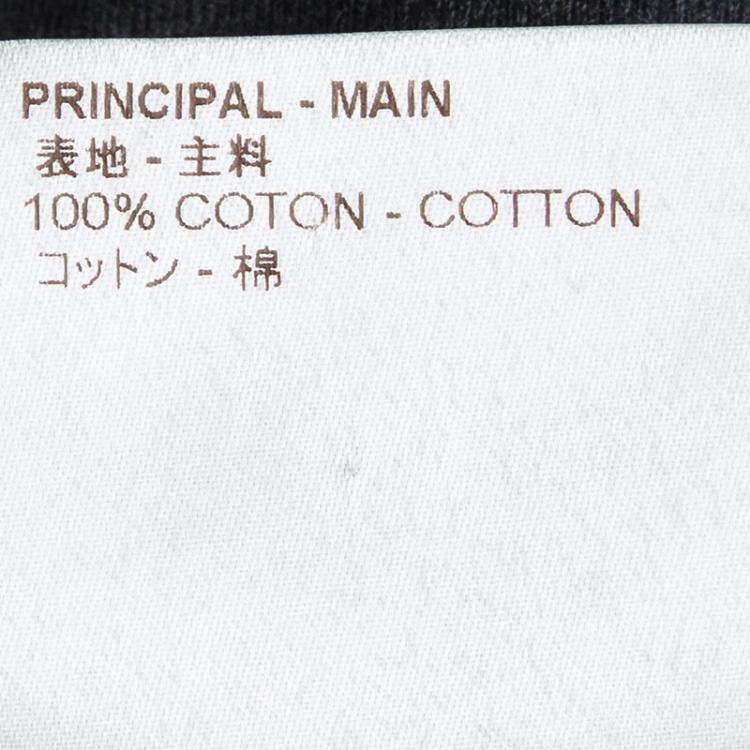 PRINCIPAL - MAIN
表地 - 主料
100% COTON - COTTON
コットン - 棉